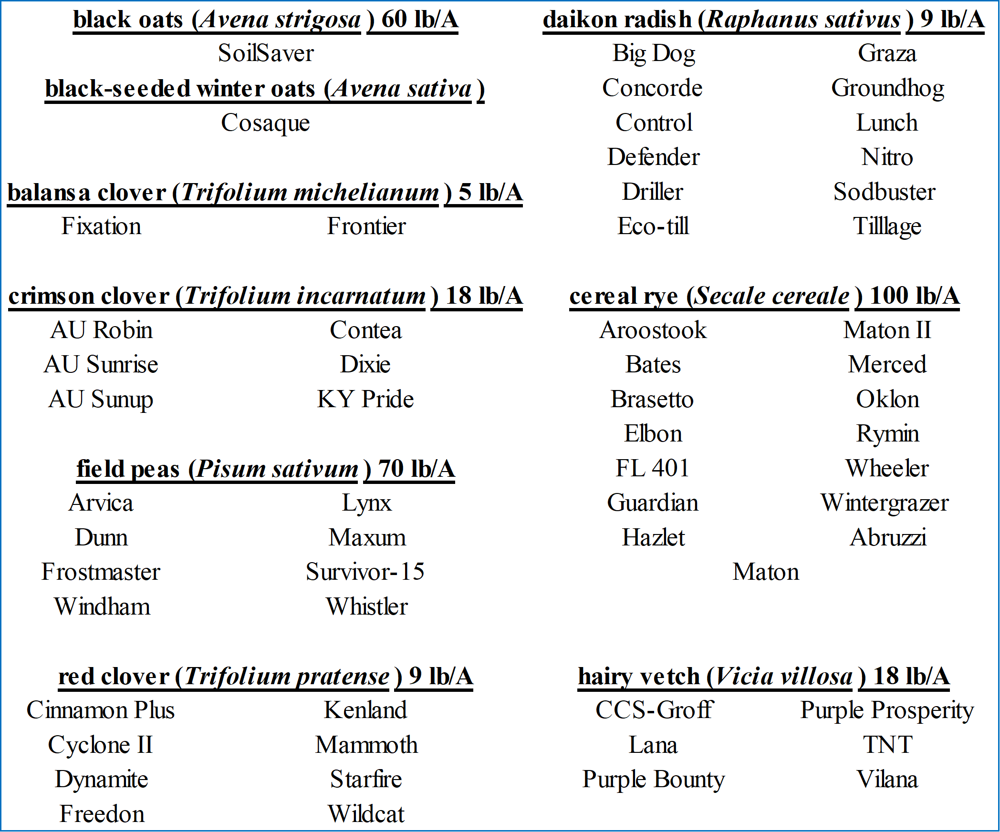 black oats (Avena strigosa ) 60 lb/A
SoilSaver
black-seeded winter oats (Avena sativa )
Cosaque
balansa clover (Trifolium michelianum ) 5 lb/A
Fixation Frontier
crimson clover (Trifolium incarnatum ) 18 lb/A
AU Robin Contea
AU Sunrise Dixie
AU Sunup KY Pride
field peas (Pisum sativum ) 70 lb/A
Arvica Lynx
Dunn Maxum
Frostmaster Survivor-15
Windham Whistler
red clover (Trifolium pratense ) 9 lb/A
Cinnamon Plus Kenland
Cyclone II Mammoth
Dynamite Starfire
Freedon Wildcat
daikon radish (Raphanus sativus ) 9 lb/A
Big Dog Graza
Concorde Groundhog
Control Lunch
Defender Nitro
Driller Sodbuster
Eco-till Tilllage
cereal rye (Secale cereale ) 100 lb/A
Aroostook Maton II
Bates Merced
Brasetto Oklon
Elbon Rymin
FL 401 Wheeler
Guardian Wintergrazer
Hazlet Abruzzi
Maton
hairy vetch (Vicia villosa ) 18 lb/A
CCS-Groff Purple Prosperity
Lana TNT
Purple Bounty Vilana